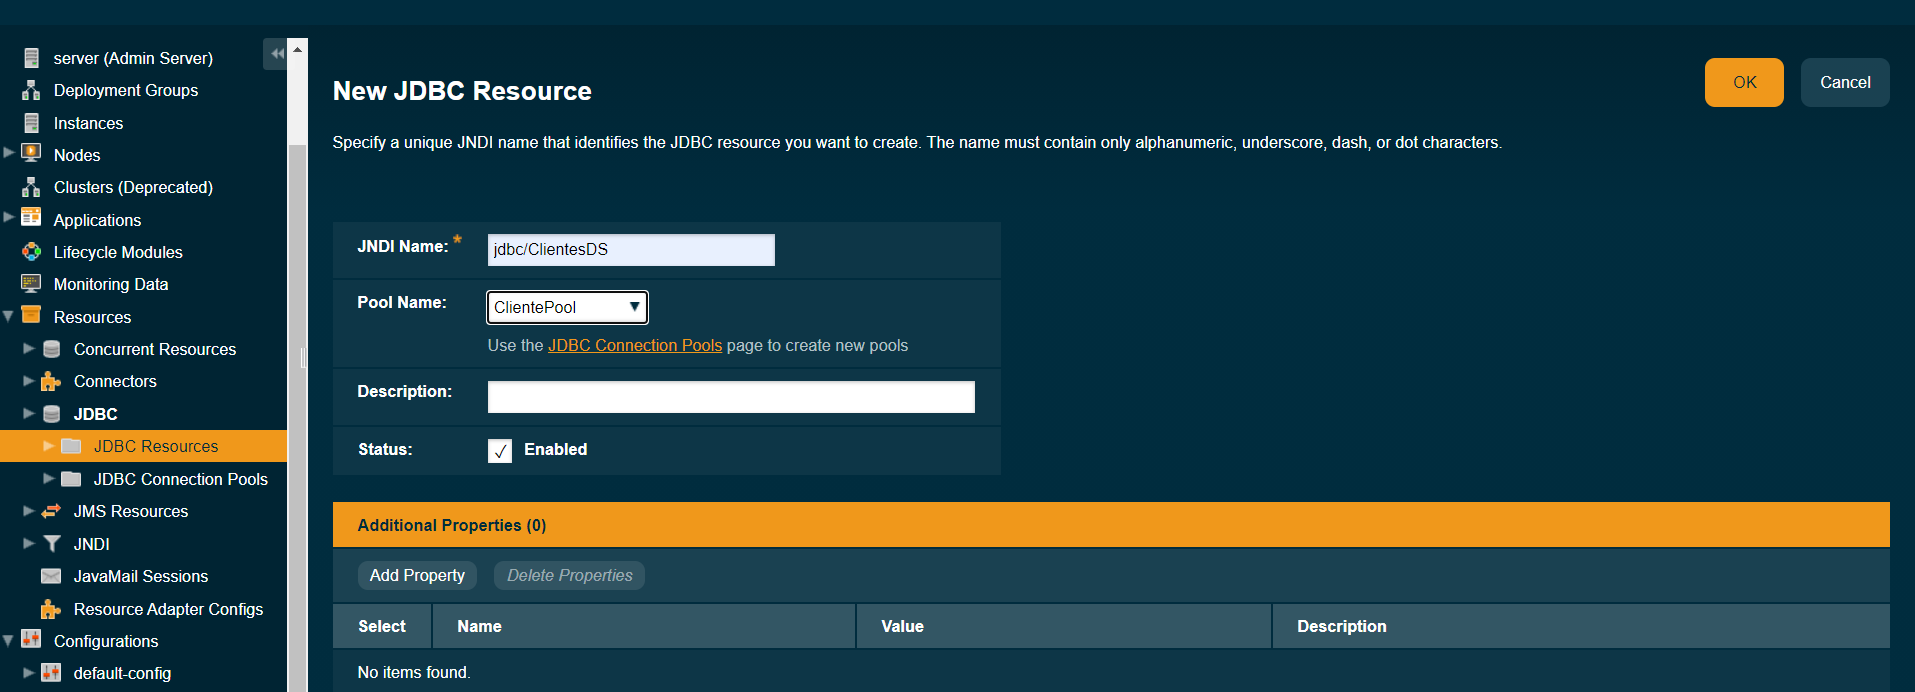 server (Admin Server)
Deployment Groups
Instances
Nodes
Clusters (Deprecated)
Applications
Lifecycle Modules
Monitoring Data
Resources
Concurrent Resources
Connectors
JDBC
JDBC Resources
JDBC Connection Pools
JMS Resources
JNDI
JavaMail Sessions
Resource Adapter Configs
Configurations
default-config
New JDBC Resource
OK
Cancel
Specify a unique JNDI name that identifies the JDBC resource you want to create. The name must contain only alphanumeric, underscore, dash, or dot characters.
JNDI Name: * jdbc/ClientesDS
Pool Name: ClientePool
Use the JDBC Connection Pools page to create new pools
Description:
Status: Enabled
Additional Properties (0)
Add Property Delete Properties
Select Name Value Description
No items found.